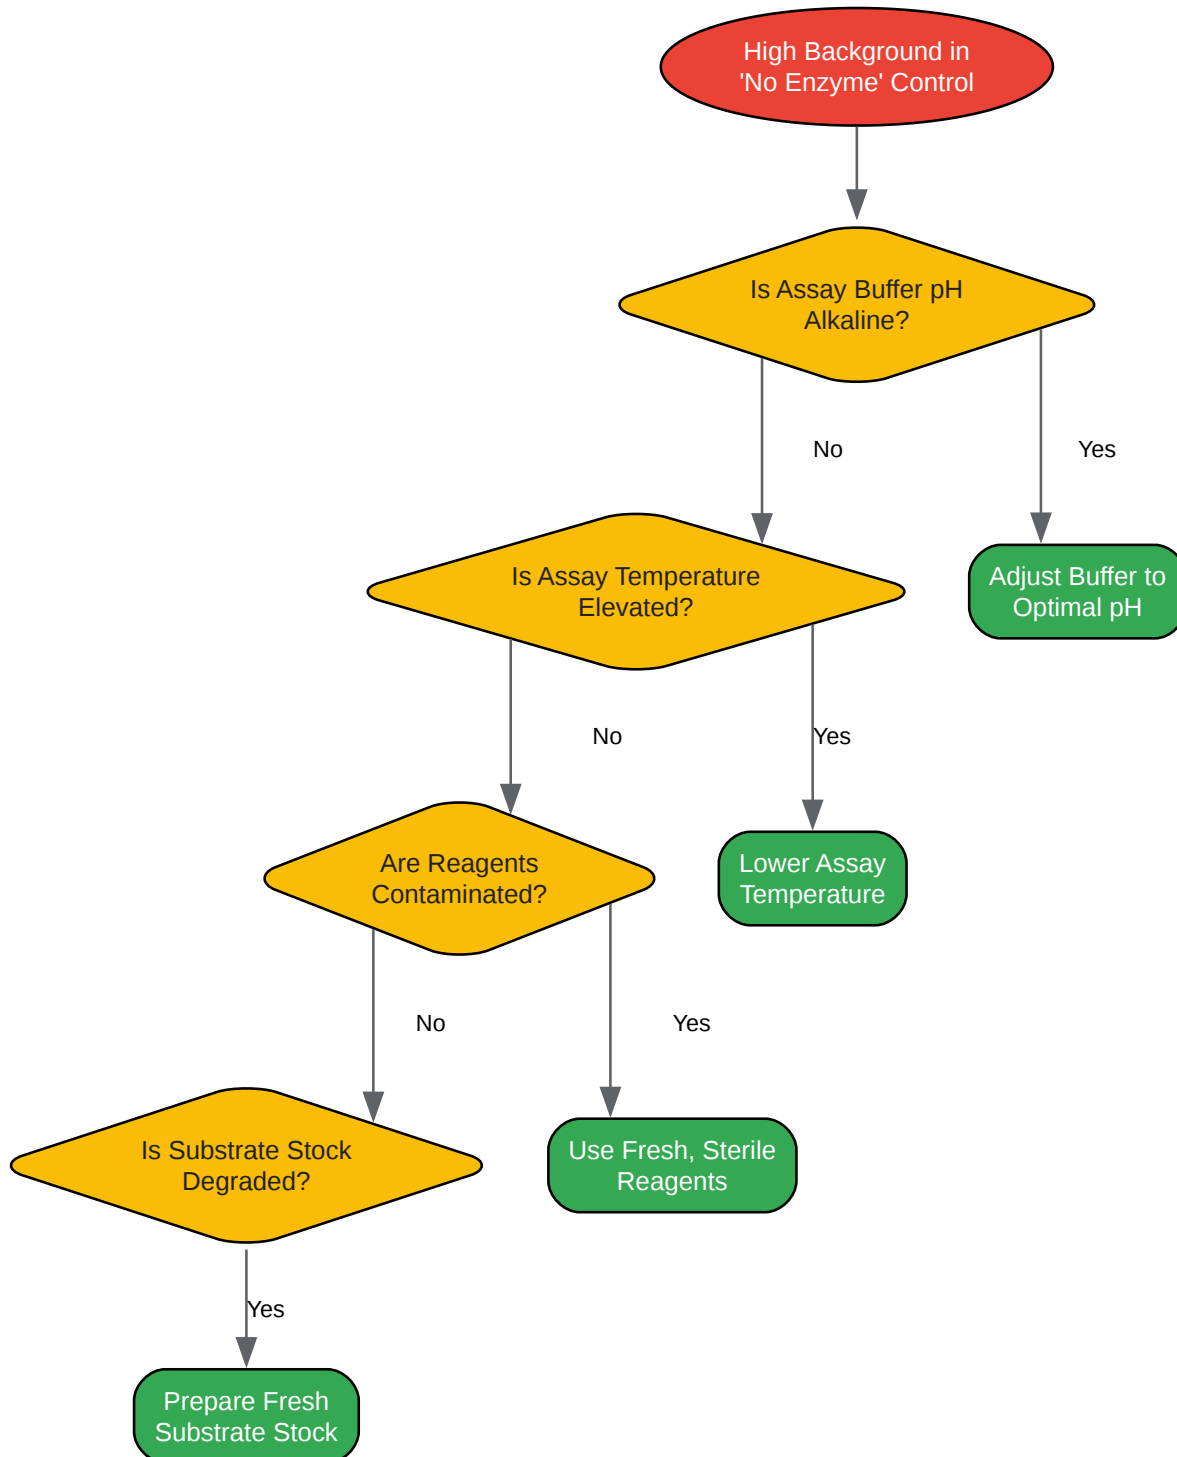 High Background in
'No Enzyme' Control
Is Assay Buffer pH
Alkaline?
No
Yes
Is Assay Temperature
Elevated?
Adjust Buffer to
Optimal pH
No
Yes
Are Reagents
Contaminated?
Lower Assay
Temperature
No
Yes
Is Substrate Stock
Degraded?
Use Fresh, Sterile
Reagents
Yes
Prepare Fresh
Substrate Stock